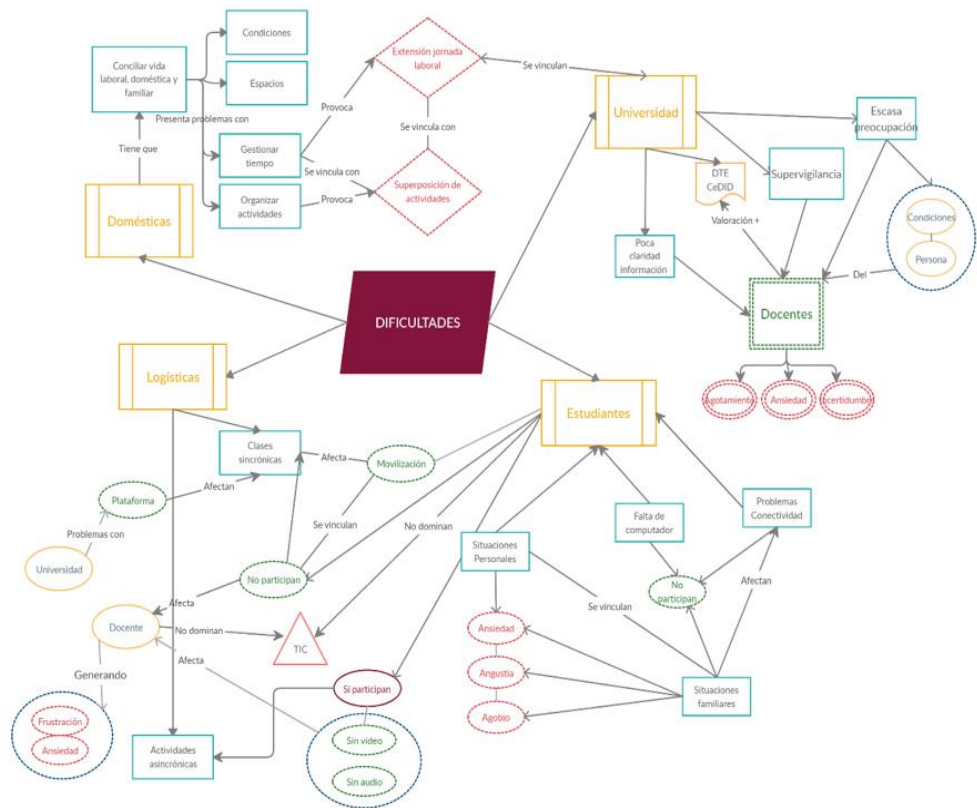 Condiciones
Conciliar vida
laboral, doméstica y
familiar
Espacios
Presenta problemas con
Tiene que
Gestionar
tiempo
Organizar
actividades
Domésticas
Provoca
Se vincula con
Provoca
Extensión jornada
laboral
Se vincula con
Superposición de
actividades
Se vinculan
Universidad
Escasa
preocupación
DTE
CeDID
Supervigilancia
Valoración +
Poca
claridad
información
Condiciones
Persona
Del
Docentes
Agotamiento
Ansiedad
Incertidumbre
DIFICULTADES
Logísticas
Clases
sincrónicas
Afecta
Movilización
Plataforma
Afectan
Problemas con
Universidad
Se vinculan
No participan
Afecta
Docente
No dominan
TIC
Generando
Afecta
Frustración
Ansiedad
Actividades
asincrónicas
Sí participan
Sin video
Sin audio
Estudiantes
No dominan
Situaciones
Personales
Falta de
computador
Problemas
Conectividad
No
participan
Afectan
Se vinculan
Ansiedad
Angustia
Agobio
Situaciones
familiares